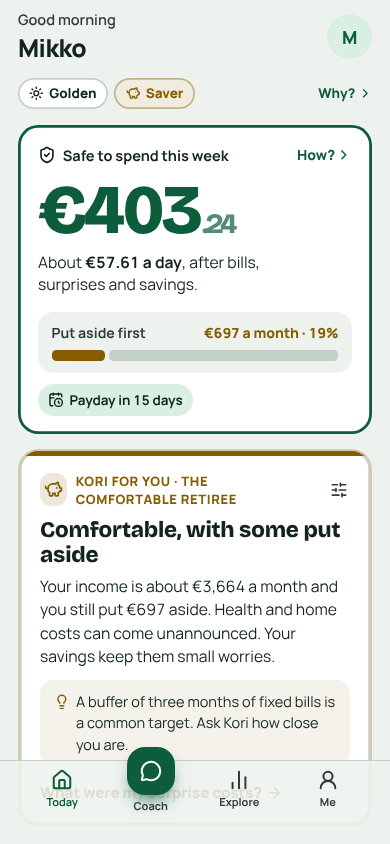 Good morning
Mikko
M
Golden
Saver
Why?
Safe to spend this week
How?
€403.24
About €57.61 a day, after bills,
surprises and savings.
Put aside first
€697 a month · 19%
Payday in 15 days
KORI FOR YOU · THE
COMFORTABLE RETIREE
Comfortable, with some put
aside
Your income is about €3,664 a month and
you still put €697 aside. Health and home
costs can come unannounced. Your
savings keep them small worries.
A buffer of three months of fixed bills is
a common target. Ask Kori how close
you are.
What were my surprise costs?
Today
Coach
Explore
Me